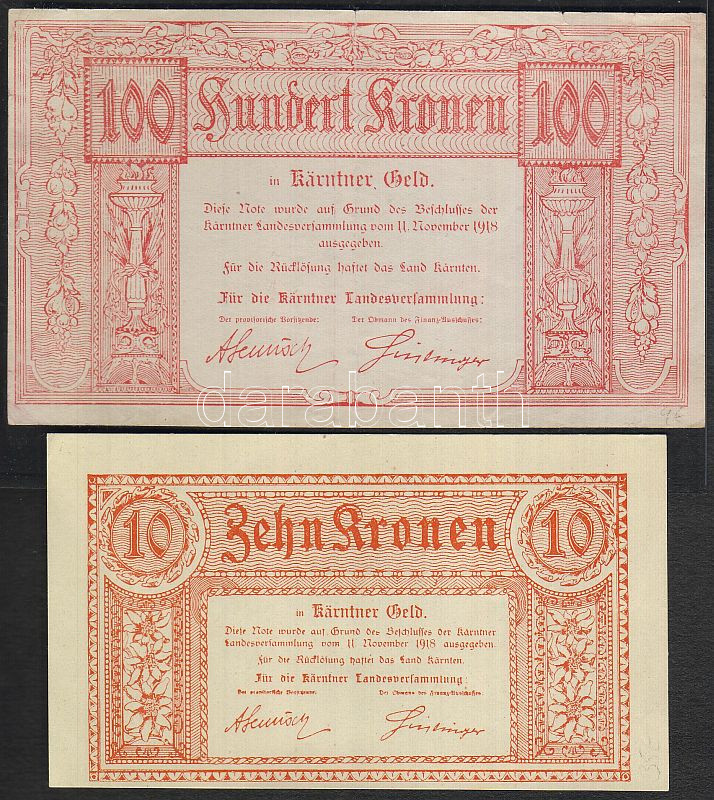 100 Hundert Kronen 100
in Kärntner Geld.
Diese Note wurde auf Grund des Beschlusses der
Kärntner Landesversammlung vom 11. November 1918
ausgegeben.
Für die Rücklösung haftet das Land Kärnten.
Für die Kärntner Landesversammlung:
Der provisorische Vorsitzende: Der Obmann des Finanz-Ausschusses:
darabanth
10 Zehn Kronen 10
in Kärntner Geld.
Diese Note wurde auf Grund des Beschlusses der Kärntner
Landesversammlung vom 11 November 1918 ausgegeben.
Für die Rücklösung haftet das Land Kärnten.
Für die Kärntner Landesversammlung:
Der provisorische Vorsitzende: Der Obmann des Finanz-Ausschusses: